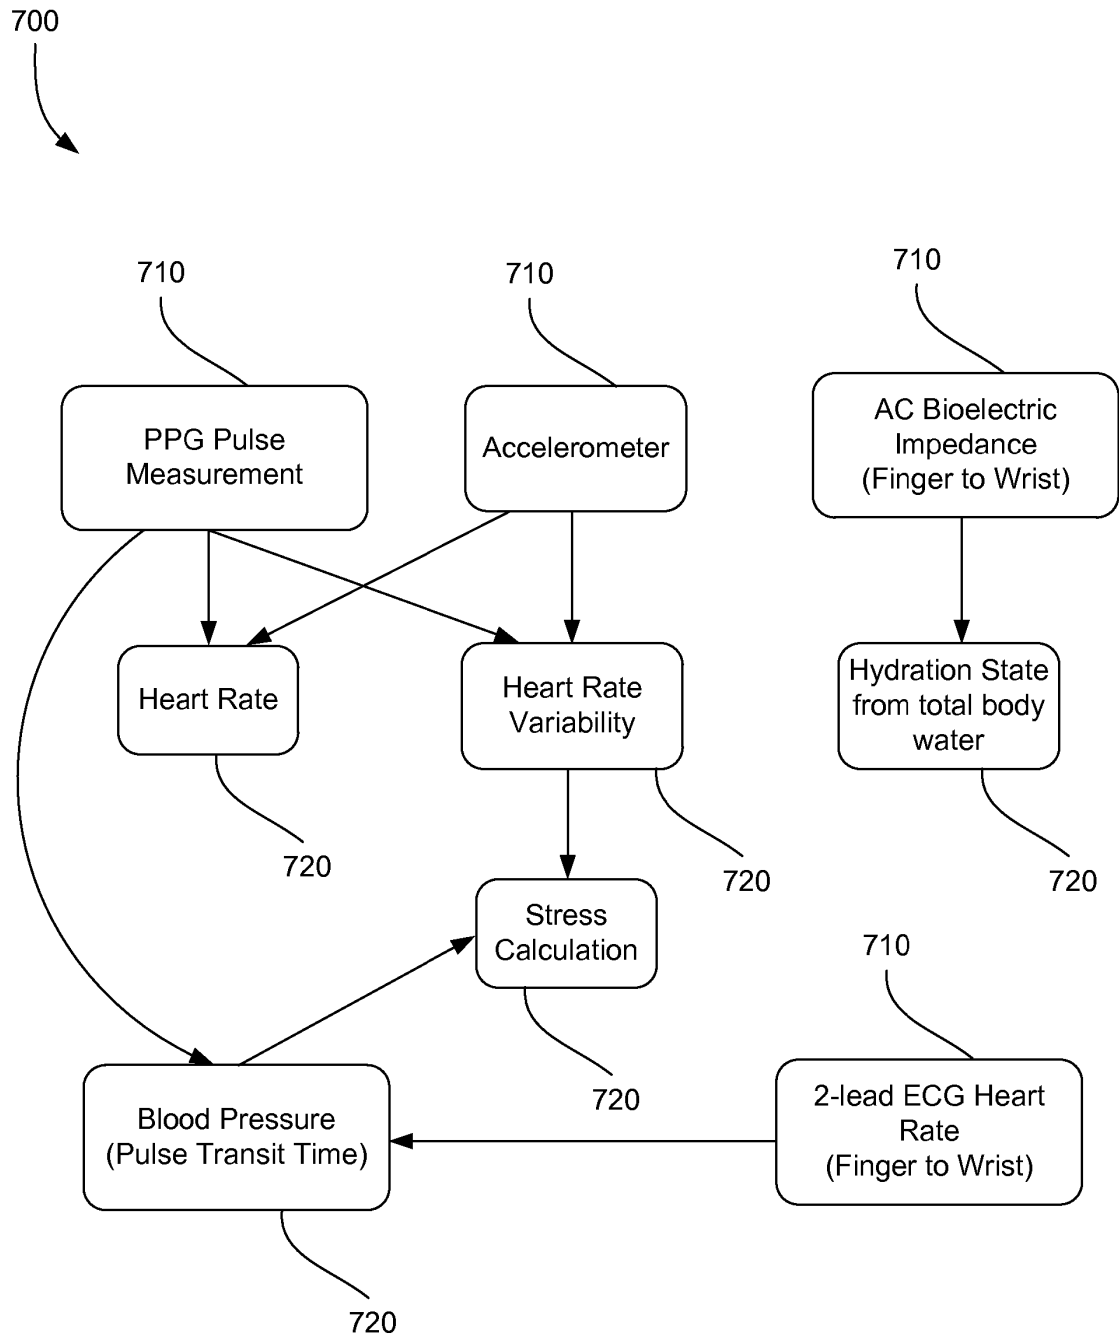 700
710
710
710
PPG Pulse
Measurement
Accelerometer
AC Bioelectric
Impedance
(Finger to Wrist)
Heart Rate
Heart Rate
Variability
Hydration State
from total body
water
720
720
720
Stress
Calculation
710
720
Blood Pressure
(Pulse Transit Time)
2-lead ECG Heart
Rate
(Finger to Wrist)
720